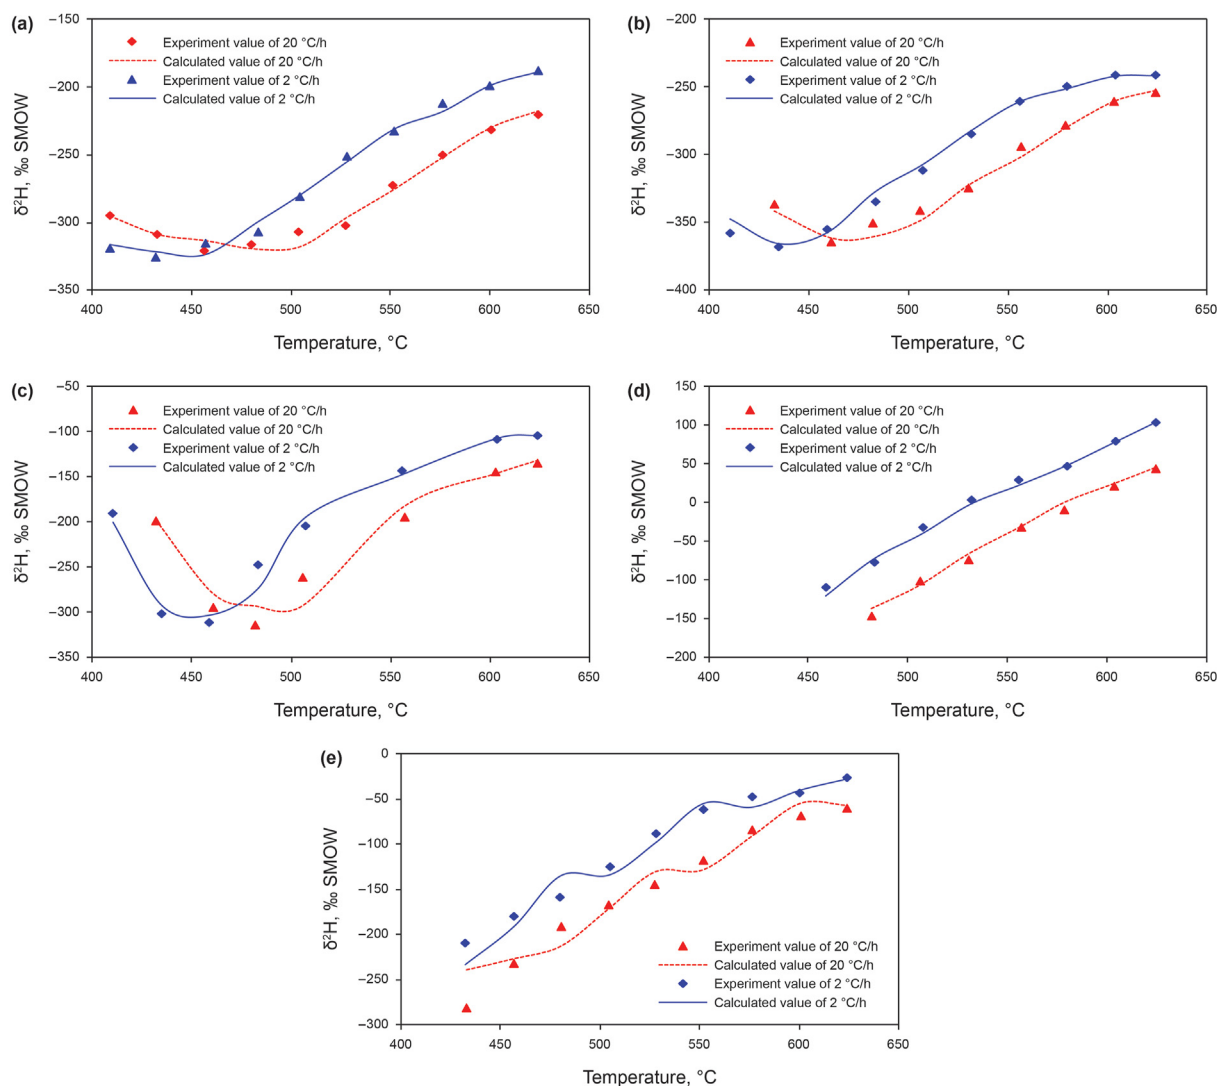 (a)
−150
−200
−250
−300
−350
δ²H, ‰ SMOW
Experiment value of 20 °C/h
Calculated value of 20 °C/h
Experiment value of 2 °C/h
Calculated value of 2 °C/h
400 450 500 550 600 650
Temperature, °C
(b)
−200
−250
−300
−350
−400
δ²H, ‰ SMOW
Experiment value of 20 °C/h
Calculated value of 20 °C/h
Experiment value of 2 °C/h
Calculated value of 2 °C/h
400 450 500 550 600 650
Temperature, °C
(c)
−50
−100
−150
−200
−250
−300
−350
δ²H, ‰ SMOW
Experiment value of 20 °C/h
Calculated value of 20 °C/h
Experiment value of 2 °C/h
Calculated value of 2 °C/h
400 450 500 550 600 650
Temperature, °C
(d)
150
100
50
0
−50
−100
−150
−200
δ²H, ‰ SMOW
Experiment value of 20 °C/h
Calculated value of 20 °C/h
Experiment value of 2 °C/h
Calculated value of 2 °C/h
400 450 500 550 600 650
Temperature, °C
(e)
0
−50
−100
−150
−200
−250
−300
δ²H, ‰ SMOW
Experiment value of 20 °C/h
Calculated value of 20 °C/h
Experiment value of 2 °C/h
Calculated value of 2 °C/h
400 450 500 550 600 650
Temperature, °C